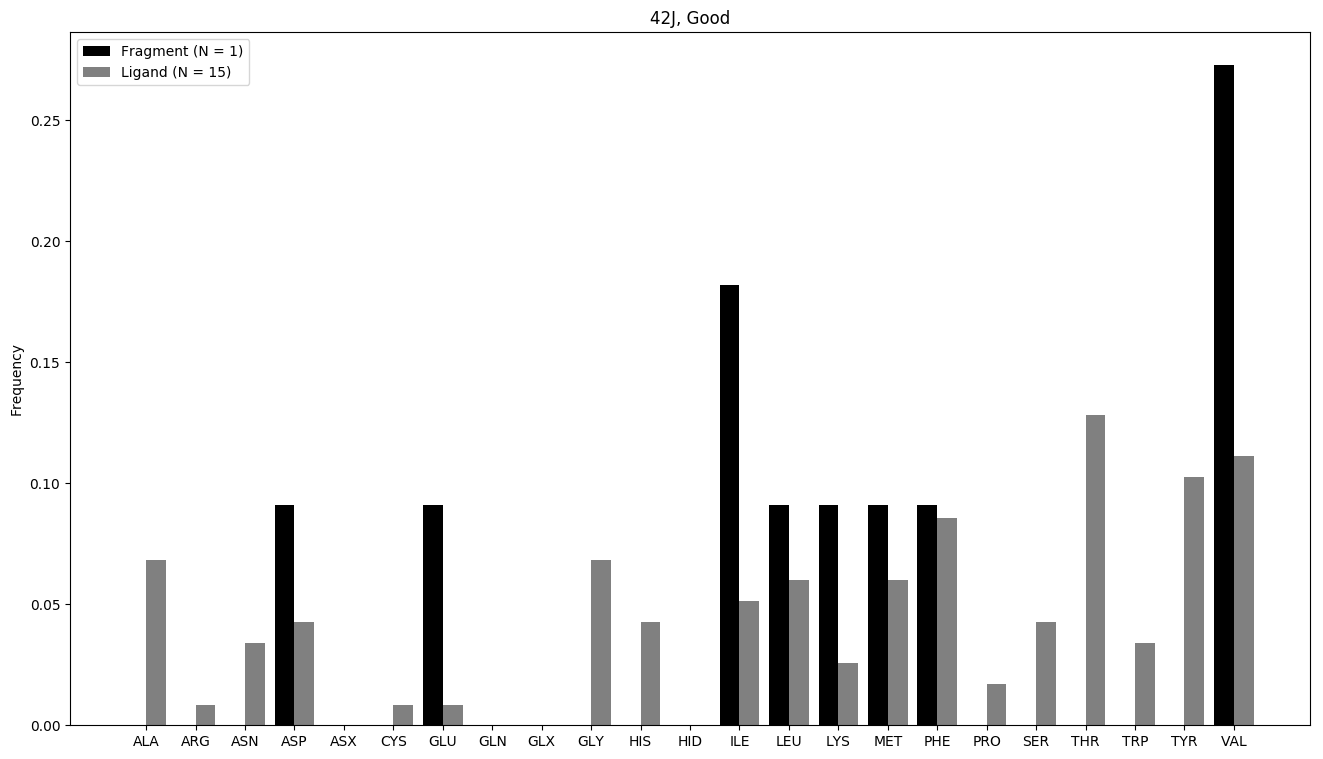 42J, Good
Fragment (N = 1)
Ligand (N = 15)
Frequency
0.25
0.20
0.15
0.10
0.05
0.00
ALA ARG ASN ASP ASX CYS GLU GLN GLX GLY HIS HID ILE LEU LYS MET PHE PRO SER THR TRP TYR VAL